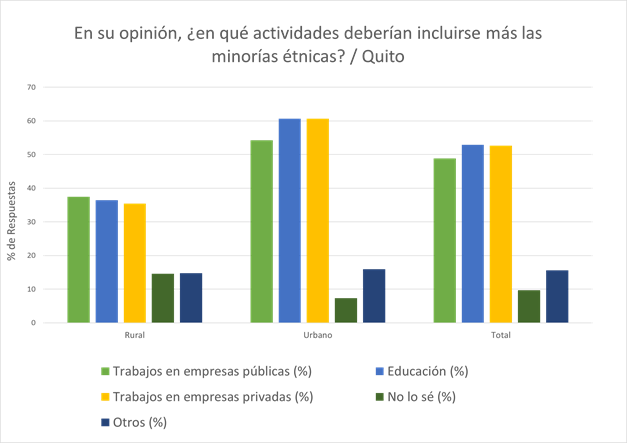 En su opinión, ¿en qué actividades deberían incluirse más las
minorías étnicas? / Quito
% de Respuestas
70
60
50
40
30
20
10
0
Rural
Urbano
Total
Trabajos en empresas públicas (%)
Educación (%)
Trabajos en empresas privadas (%)
No lo sé (%)
Otros (%)